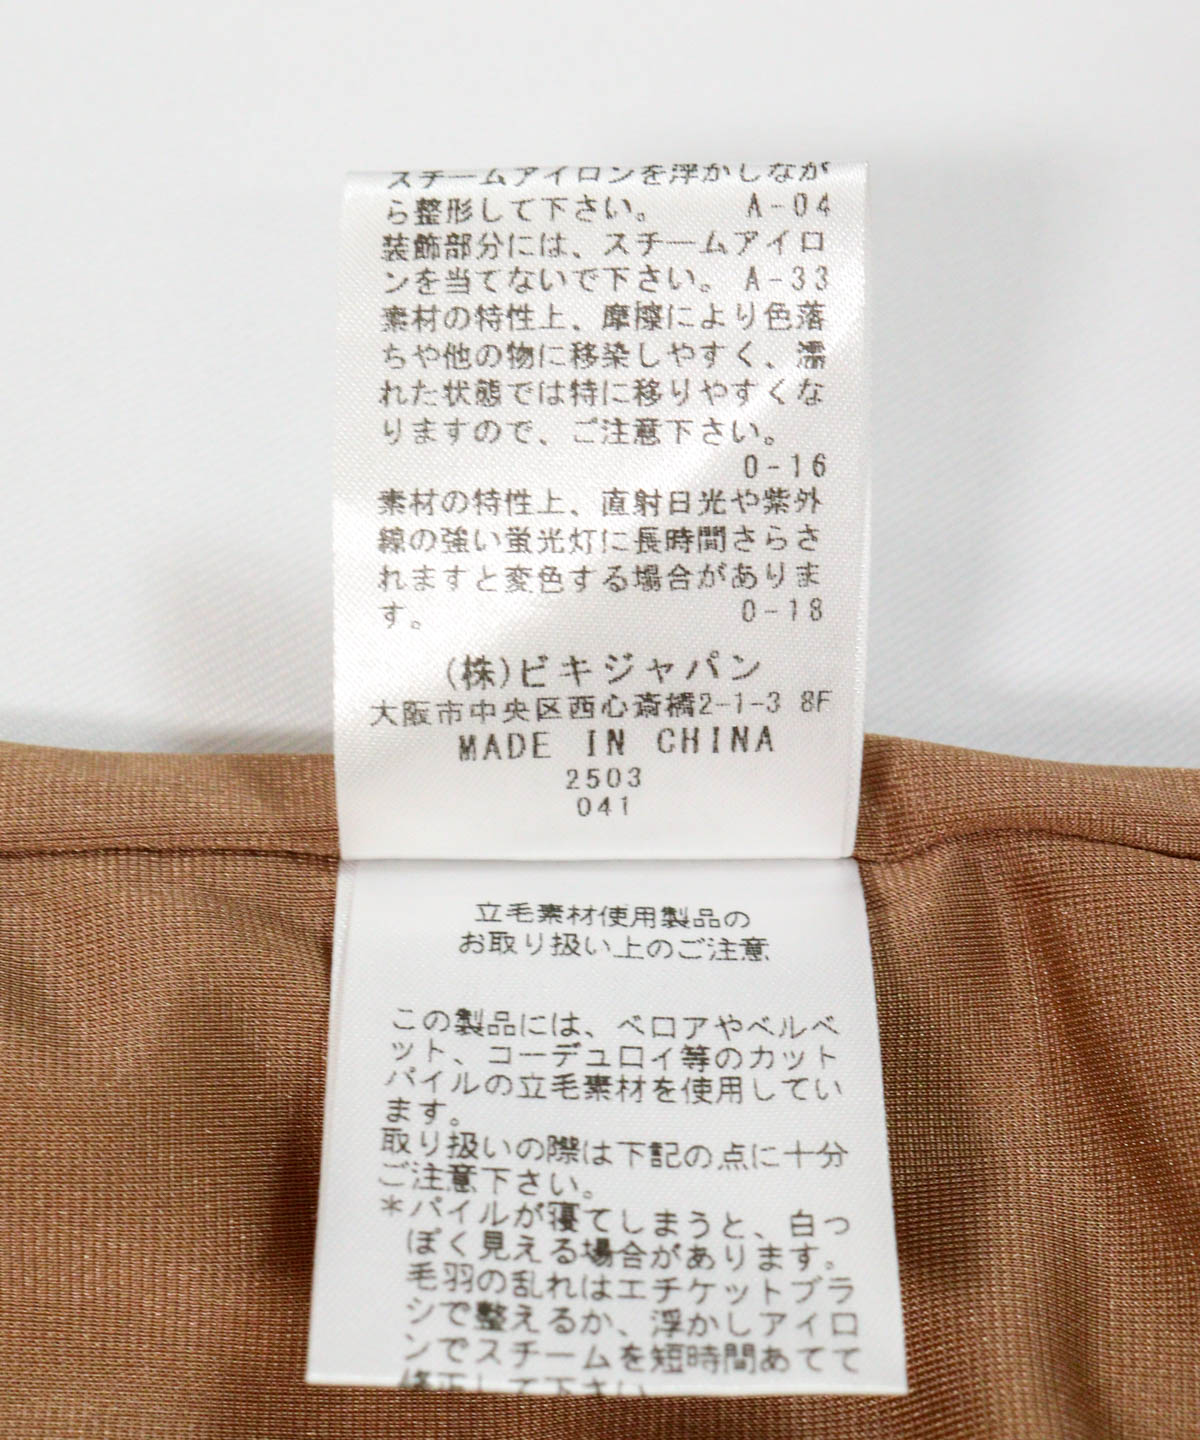 スチームアイロンを浮かしなが
ら整形して下さい。 A-04
装飾部分には、スチームアイロ
ンを当てないで下さい。A-33
素材の特性上、摩擦により色落
ちや他の物に移染しやすく、濡
れた状態では特に移りやすくな
りますので、ご注意下さい。
0-16
素材の特性上、直射日光や紫外
線の強い蛍光灯に長時間さらさ
れますと変色する場合がありま
す。 0-18
(株)ビキジャパン
大阪市中央区西心斎橋2-1-3 8F
MADE IN CHINA
2503
041
立毛素材使用製品の
お取り扱い上のご注意
この製品には、ベロアやベルベ
ット、コーデュロイ等のカット
パイルの立毛素材を使用してい
ます。
取り扱いの際は下記の点に十分
ご注意下さい。
*パイルが寝てしまうと、白っ
ぽく見える場合があります。
毛羽の乱れはエチケットブラ
シで整えるか、浮かしアイロ
ンでスチームを短時間あてて
修正して下さい。